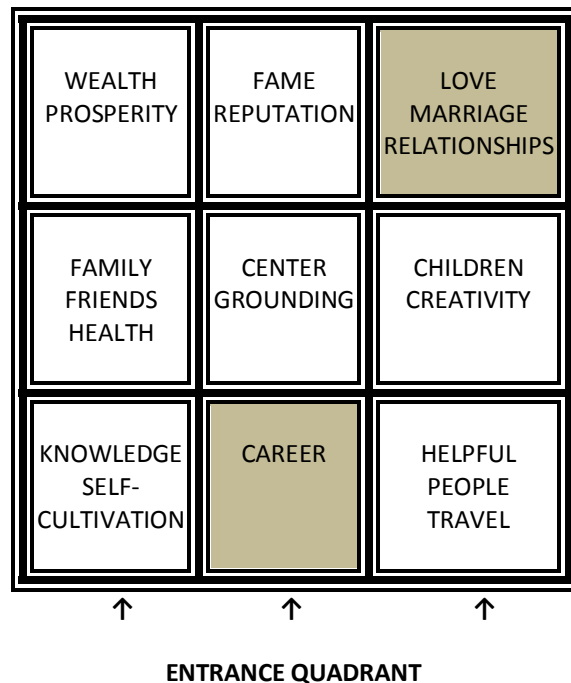 WEALTH
PROSPERITY
FAME
REPUTATION
LOVE
MARRIAGE
RELATIONSHIPS
FAMILY
FRIENDS
HEALTH
CENTER
GROUNDING
CHILDREN
CREATIVITY
KNOWLEDGE
SELF-
CULTIVATION
CAREER
HELPFUL
PEOPLE
TRAVEL
↑ ↑ ↑
ENTRANCE QUADRANT